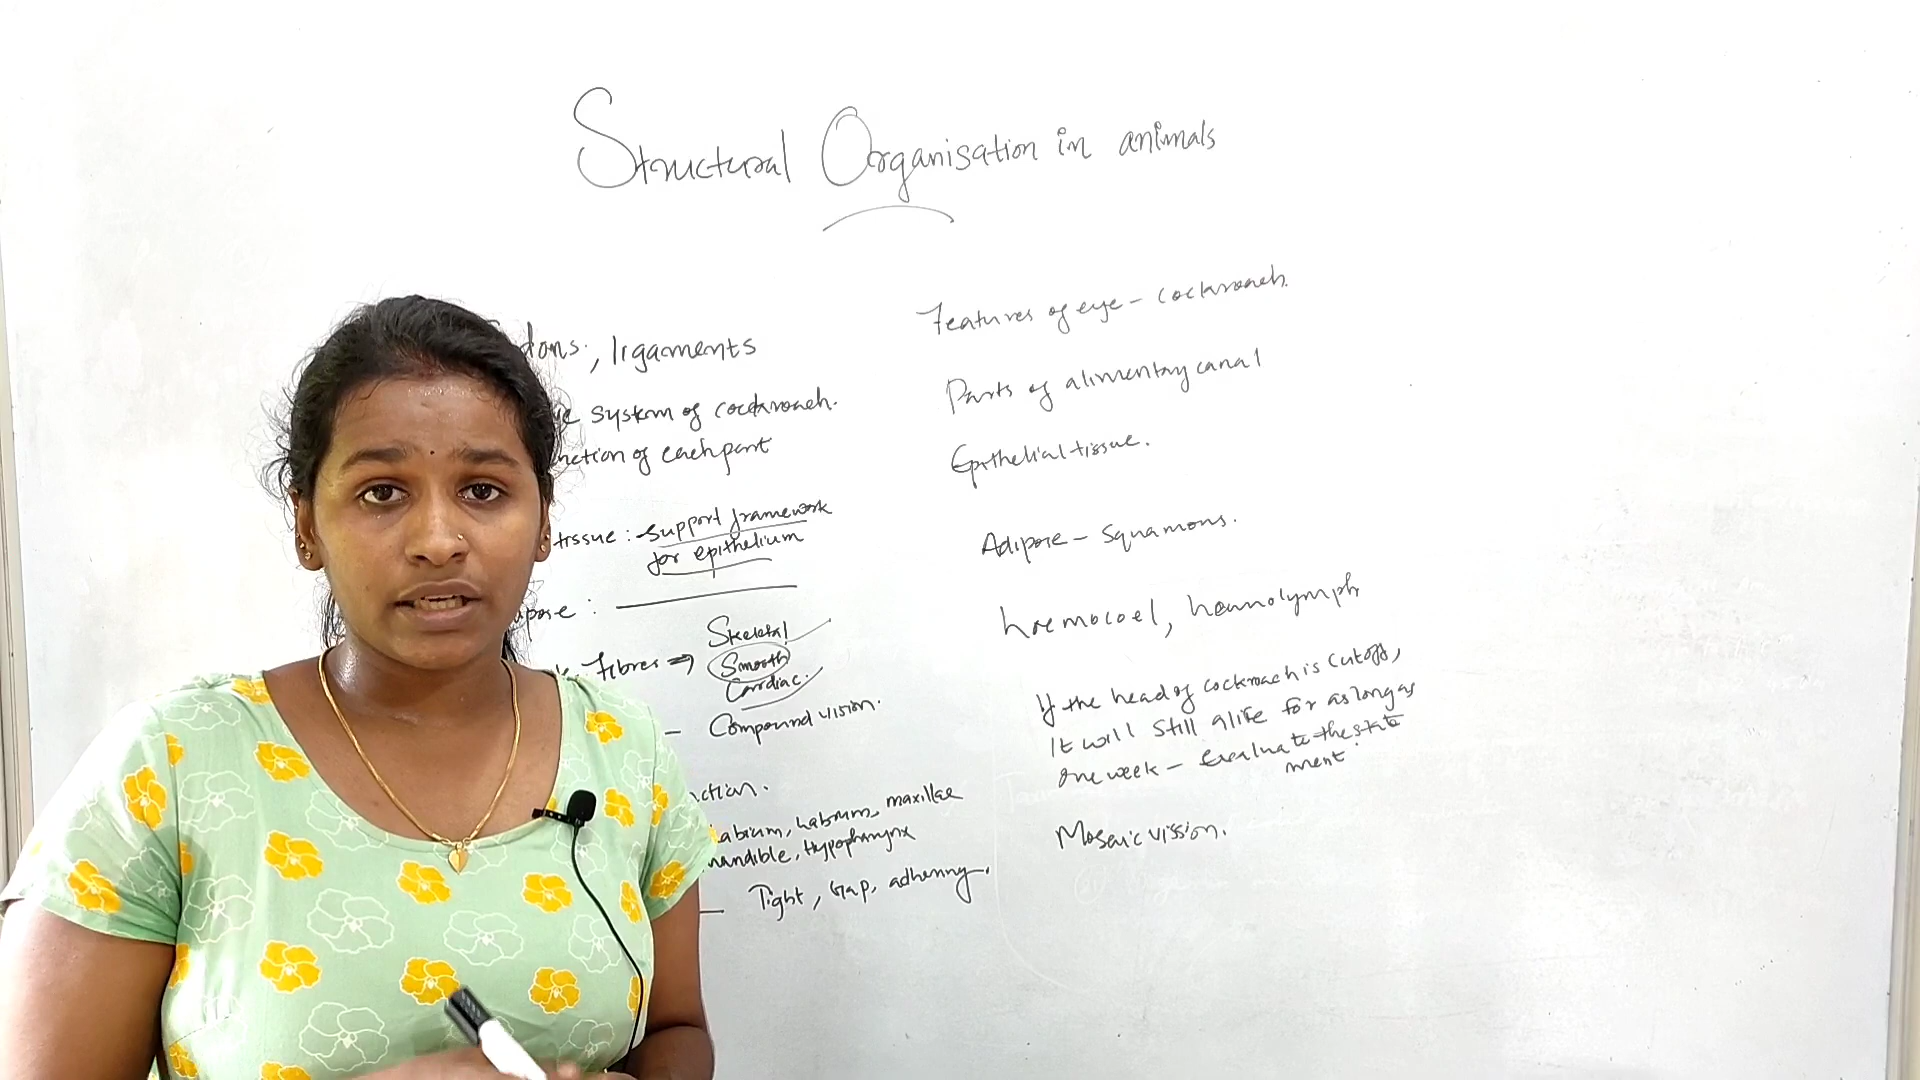 Structural Organisation in animals
dons, ligaments
system of cockroach.
nction of each part
tissue : support framework
for epithelium
pose :
Fibres ⇒ Skeletal
Smooth
Cardiac.
– Compound vision.
nction.
abium, Labrum, maxillae
mandible, Hypopharynx
– Tight, Gap, adhering.
Features of eye – cockroach.
Parts of alimentary canal
Epithelial tissue.
Adipose – Squamous.
haemocoel, haemolymph
If the head of cockroach is cutoff,
It will still alive for as long as
One week – Evaluate the state
ment.
Mosaic vission.